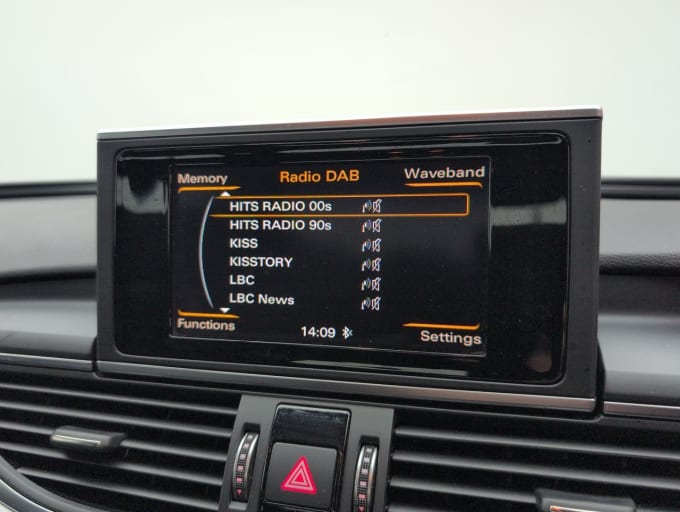 Memory
Radio DAB
Waveband
HITS RADIO 00s
HITS RADIO 90s
KISS
KISSTORY
LBC
LBC News
Functions
14:09
Settings